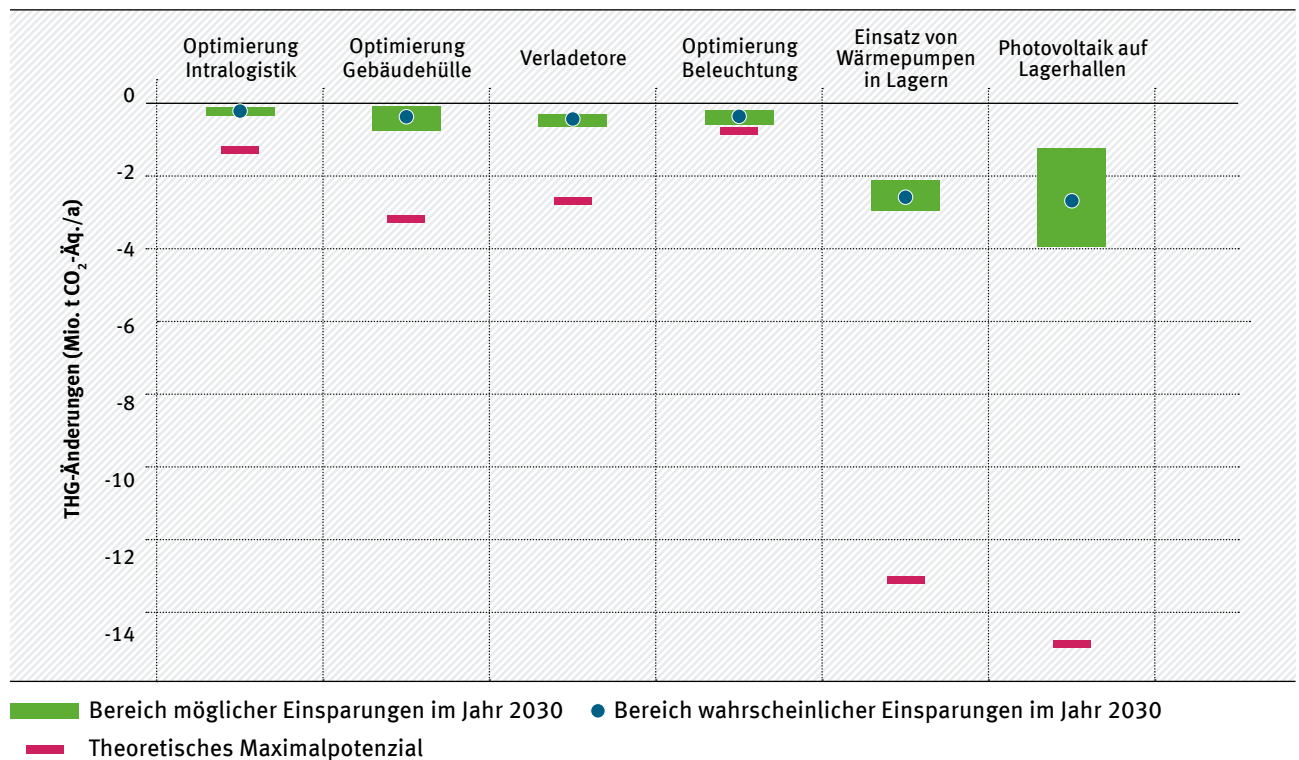 Optimierung
Intralogistik
Optimierung
Gebäudehülle
Verladetore
Optimierung
Beleuchtung
Einsatz von
Wärmepumpen
in Lagern
Photovoltaik auf
Lagerhallen
THG-Änderungen (Mio. t CO₂-Äq./a)
0
-2
-4
-6
-8
-10
-12
-14
Bereich möglicher Einsparungen im Jahr 2030
Bereich wahrscheinlicher Einsparungen im Jahr 2030
Theoretisches Maximalpotenzial